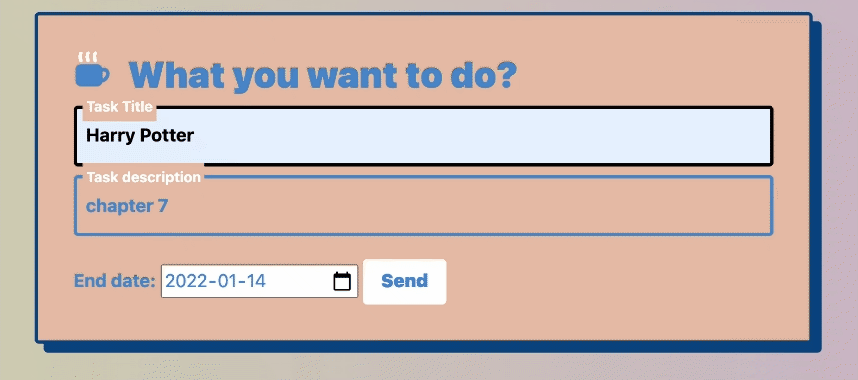 What you want to do?
Task Title
Harry Potter
Task description
chapter 7
End date: 2022-01-14 Send